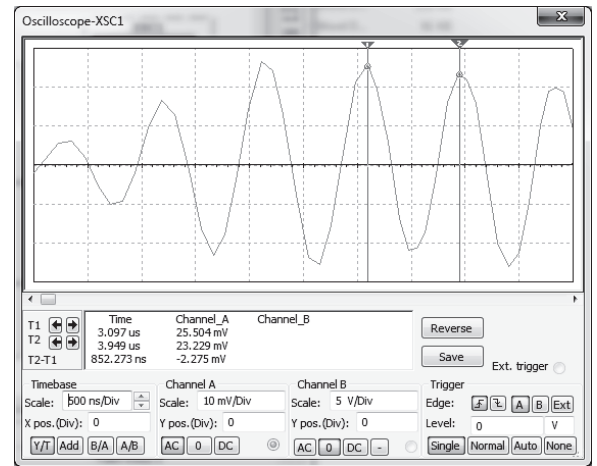 Oscilloscope-XSC1
1 2
T1 Time Channel_A Channel_B
3.097 us 25.504 mV
T2 3.949 us 23.229 mV
T2-T1 852.273 ns -2.275 mV
Reverse
Save
Ext. trigger
Timebase Channel A Channel B Trigger
Scale: 500 ns/Div Scale: 10 mV/Div Scale: 5 V/Div Edge: A B Ext
X pos.(Div): 0 Y pos.(Div): 0 Y pos.(Div): 0 Level: 0 V
Y/T Add B/A A/B AC 0 DC AC 0 DC - Single Normal Auto None